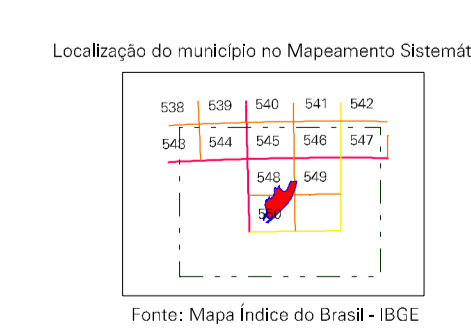 Localização do município no Mapeamento Sistemát
538 539 540 541 542
543 544 545 546 547
548 549
550
Fonte: Mapa Índice do Brasil - IBGE